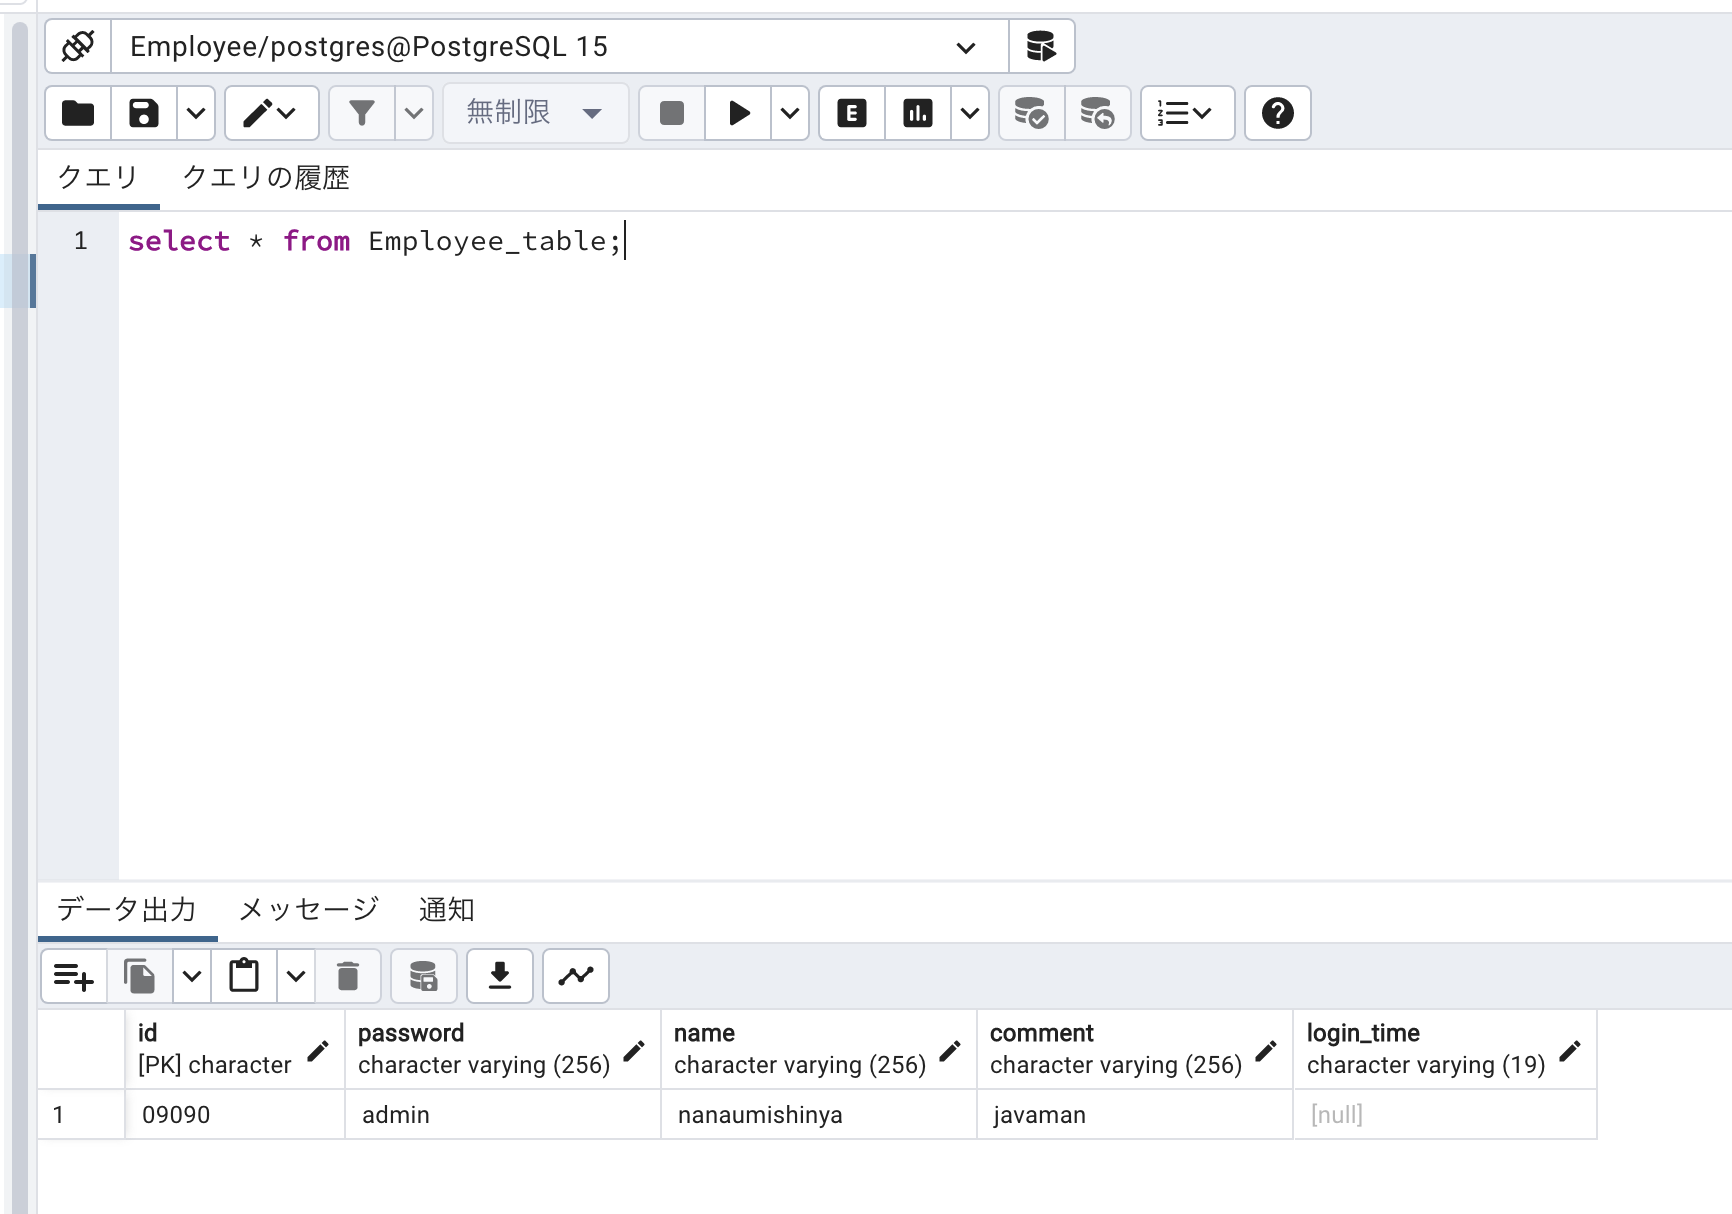 Employee/postgres@PostgreSQL 15
無制限
E
クエリ クエリの履歴
1 select * from Employee_table;
データ出力 メッセージ 通知
id password name comment login_time
[PK] character character varying (256) character varying (256) character varying (256) character varying (19)
1 09090 admin nanaumishinya javaman [null]